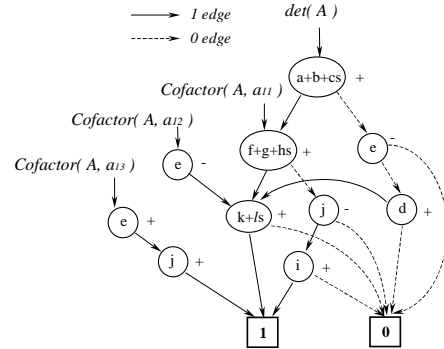 1 edge
0 edge
det( A )
a+b+cs +
Cofactor( A, a11 )
Cofactor( A, a12 )
f+g+hs +
e -
e -
Cofactor( A, a13 )
k+ls +
j -
d +
e +
j +
i +
1
0